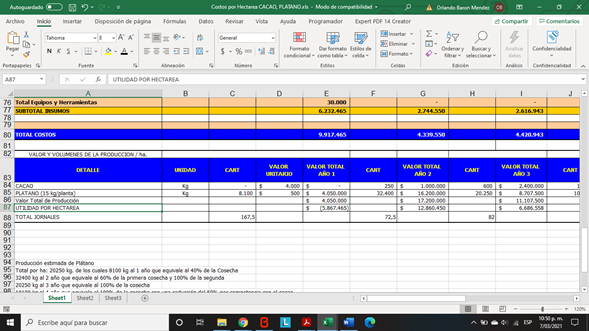 Autoguardado Costos por Hectarea CACAO, PLATANO.xls - Modo de compatibilidad Orlando Baron Mendez OB
Archivo Inicio Insertar Disposición de página Fórmulas Datos Revisar Vista Ayuda Programador Expert PDF 14 Creator Compartir Comentarios
Tahoma 8 General Insertar
Pegar N K S $ % 000 Formato condicional Dar formato como tabla Estilos de celda Eliminar Formato Ordenar y filtrar Buscar y seleccionar Analizar datos Confidencialidad
Portapapeles Fuente Alineación Número Estilos Celdas Edición Análisis Confidencialidad
A87 fx UTILIDAD POR HECTAREA
A B C D E F G H I J
76 Total Equipos y Herramientas 30.000 - -
77 SUBTOTAL INSUMOS 6.232.465 2.744.550 2.616.943
78
79
80 TOTAL COSTOS 9.917.465 4.339.550 4.420.943
81
82 VALOR Y VOLUMENES DE LA PRODUCCION / ha.
83 DETALLE UNIDAD CANT VALOR UNITARIO VALOR TOTAL AÑO 1 CANT VALOR TOTAL AÑO 2 CANT VALOR TOTAL AÑO 3 CANT
84 CACAO Kg - $ 4.000 $ - 250 $ 1.000.000 600 $ 2.400.000 1
85 PLATANO (15 kg/planta) Kg 8.100 $ 500 $ 4.050.000 32.400 $ 16.200.000 20.250 $ 8.707.500 10
86 Valor Total de Produccion $ 4.050.000 $ 17.200.000 $ 11.107.500
87 UTILIDAD POR HECTAREA $ (5.867.465) $ 12.860.450 $ 6.686.558
88 TOTAL JORNALES 167,5 72,5 82
89
90
91
92
93
94 Producción estimada de Plátano
95 Total por ha: 20250 kg, de los cuales 8100 kg al 1 año que equivale al 40% de la Cosecha
96 32400 kg al 2 año que equivale al 60% de la primera cosecha y 100% de la segunda
97 20250 kg al 3 año que equivale al 100% de la cosecha
Sheet1 Sheet2 Sheet3
120%
Escribe aquí para buscar ESP 10:50 p. m. 7/03/2021